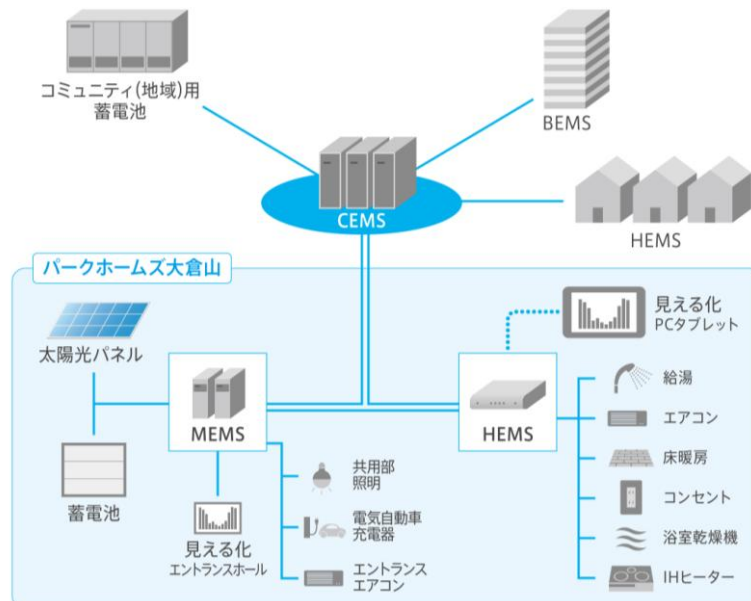 コミュニティ(地域)用
蓄電池
BEMS
CEMS
HEMS
パークホームズ大倉山
太陽光パネル
見える化
PCタブレット
MEMS
HEMS
給湯
エアコン
床暖房
コンセント
浴室乾燥機
IHヒーター
蓄電池
見える化
エントランスホール
共用部
照明
電気自動車
充電器
エントランス
エアコン